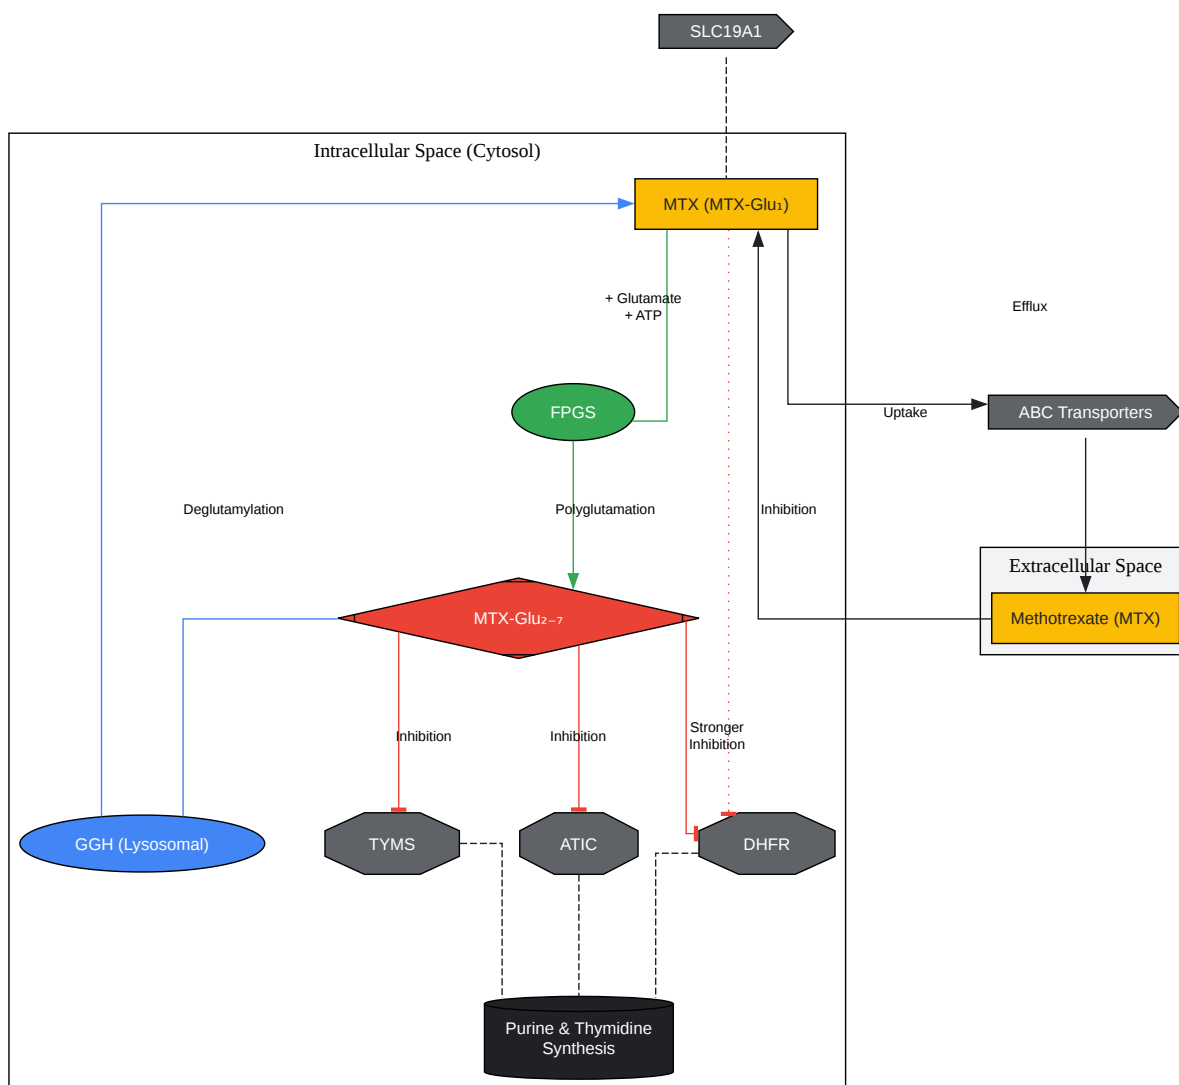 SLC19A1
Intracellular Space (Cytosol)
MTX (MTX-Glu₁)
+ Glutamate
+ ATP
Efflux
FPGS
Uptake
ABC Transporters
Deglutamylation
Polyglutamation
Inhibition
Extracellular Space
Methotrexate (MTX)
MTX-Glu₂₋₇
Inhibition
Inhibition
Stronger
Inhibition
GGH (Lysosomal)
TYMS
ATIC
DHFR
Purine & Thymidine
Synthesis